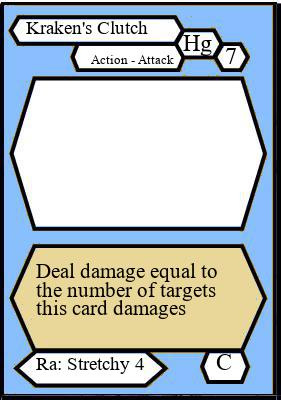 Kraken's Clutch
Hg
Action - Attack
7
Deal damage equal to
the number of targets
this card damages
Ra: Stretchy 4
C